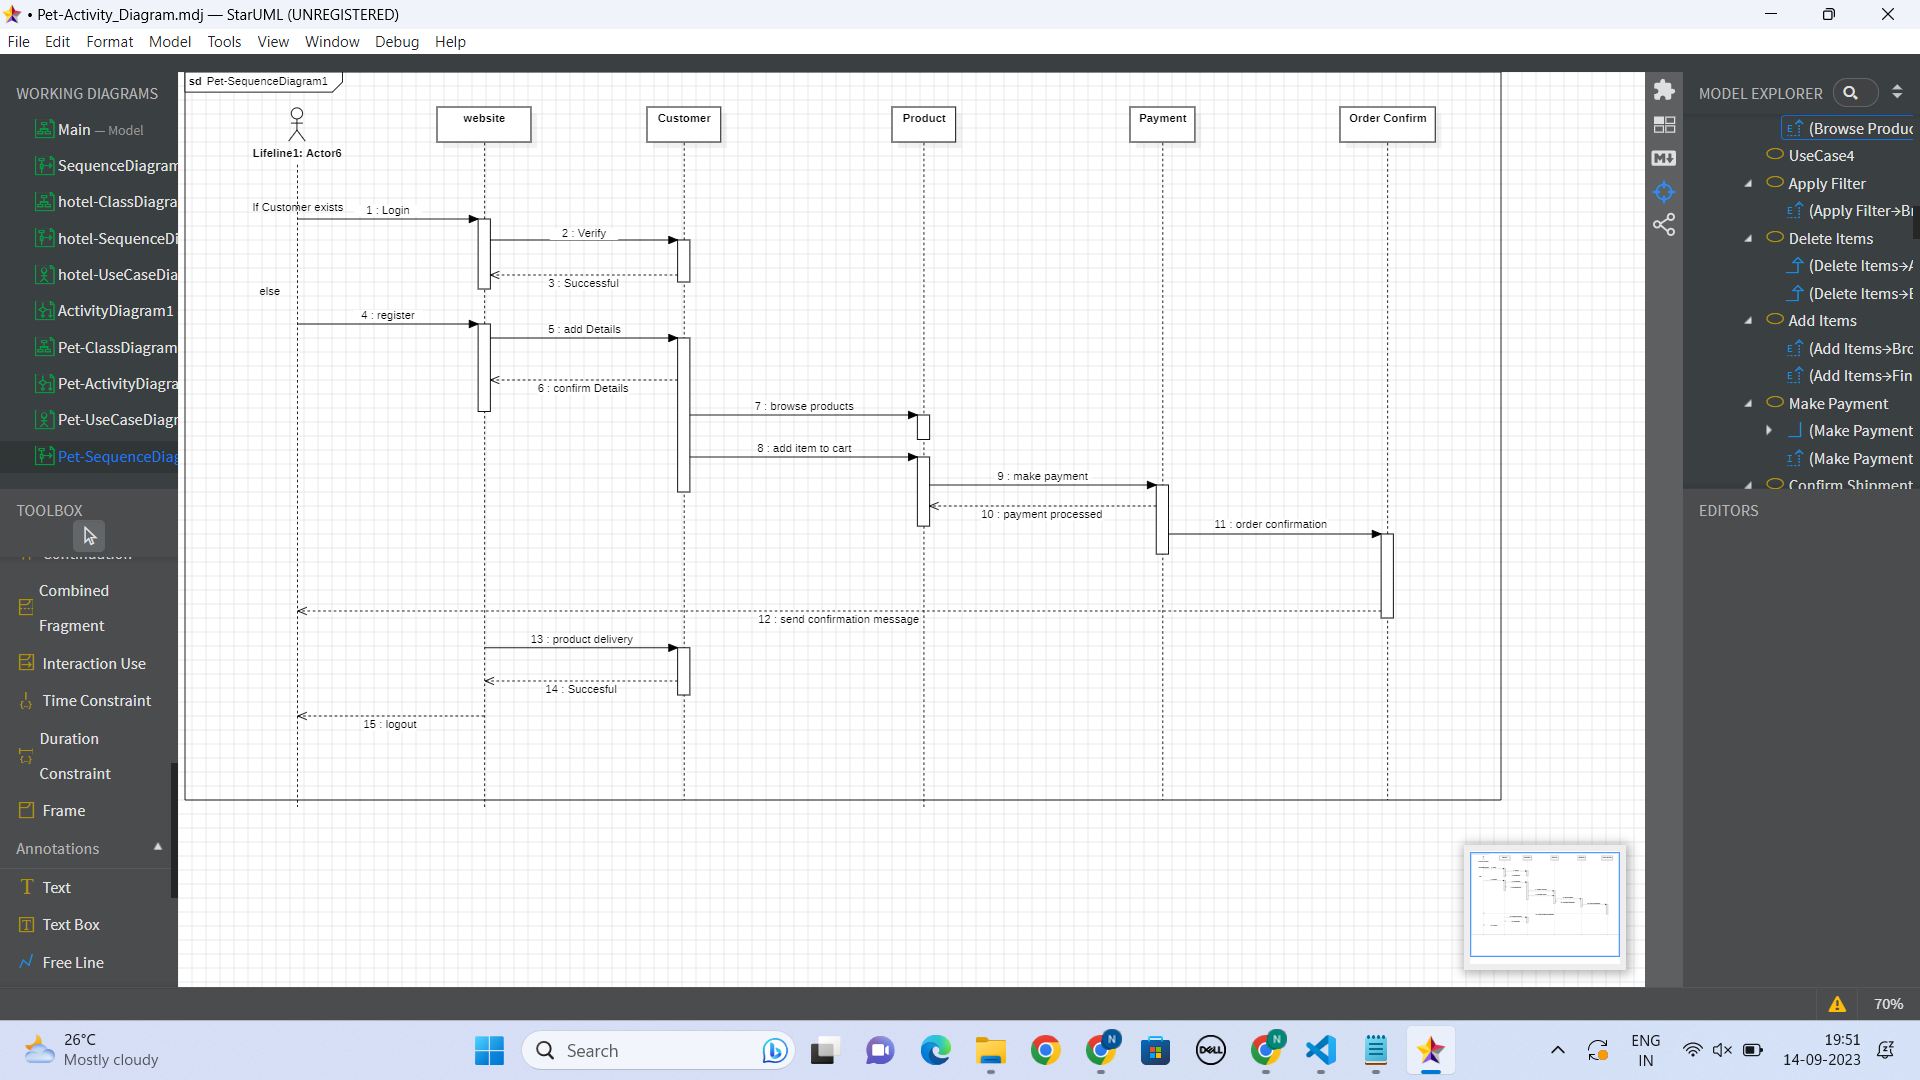 • Pet-Activity_Diagram.mdj — StarUML (UNREGISTERED)
File Edit Format Model Tools View Window Debug Help
WORKING DIAGRAMS
Main — Model
SequenceDiagram
hotel-ClassDiagra
hotel-SequenceDi
hotel-UseCaseDia
ActivityDiagram1
Pet-ClassDiagram
Pet-ActivityDiagra
Pet-UseCaseDiagr
Pet-SequenceDiag
TOOLBOX
Continuation
Combined
Fragment
Interaction Use
Time Constraint
Duration
Constraint
Frame
Annotations
Text
Text Box
Free Line
sd Pet-SequenceDiagram1
Lifeline1: Actor6
website
Customer
Product
Payment
Order Confirm
If Customer exists
1 : Login
2 : Verify
3 : Successful
else
4 : register
5 : add Details
6 : confirm Details
7 : browse products
8 : add item to cart
9 : make payment
10 : payment processed
11 : order confirmation
12 : send confirmation message
13 : product delivery
14 : Succesful
15 : logout
MODEL EXPLORER
(Browse Produc
UseCase4
Apply Filter
(Apply Filter→Br
Delete Items
(Delete Items→A
(Delete Items→B
Add Items
(Add Items→Bro
(Add Items→Fin
Make Payment
(Make Payment
(Make Payment
Confirm Shipment
EDITORS
70%
26°C
Mostly cloudy
Search
N
DELL
N
ENG
IN
19:51
14-09-2023